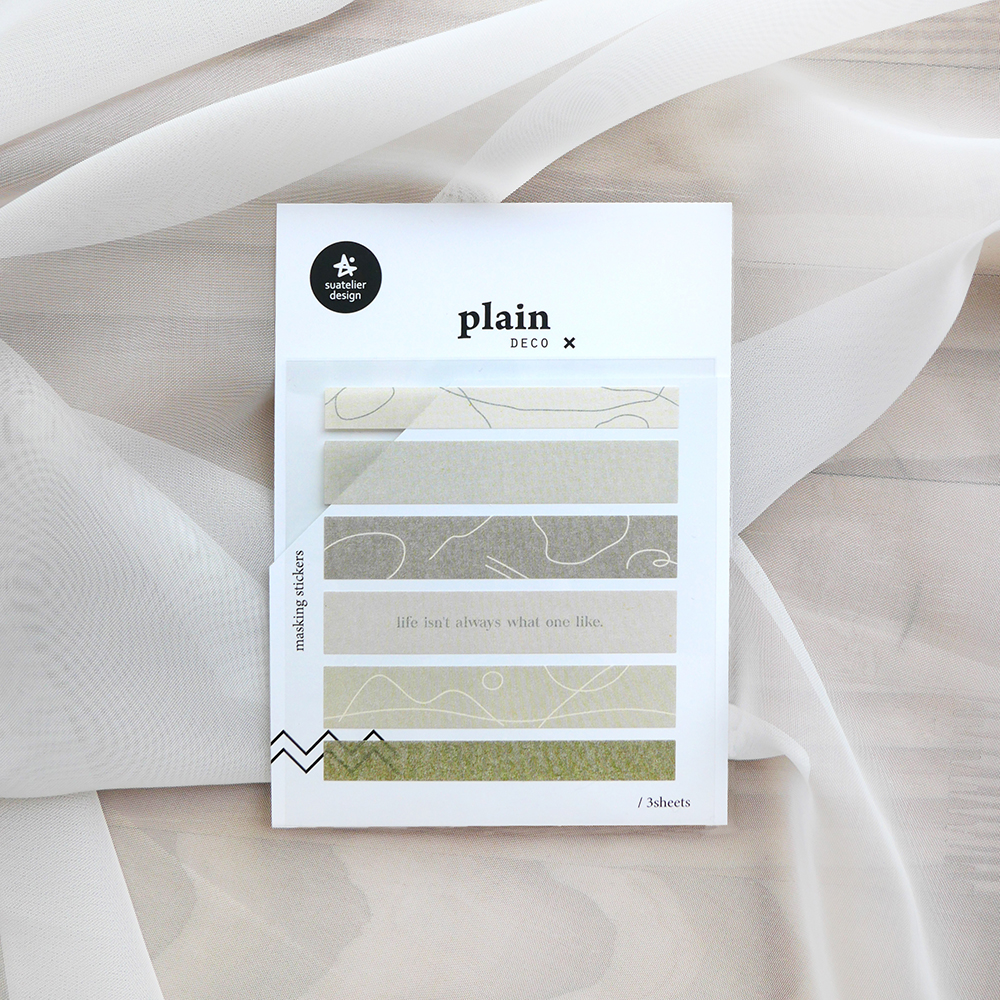 suatelier
design
plain
DECO ×
masking stickers
life isn't always what one like.
/ 3sheets